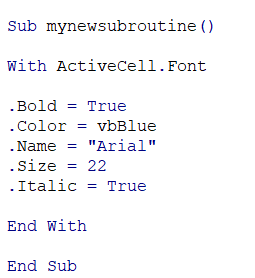 Sub mynewsubroutine()
With ActiveCell.Font
.Bold = True
.Color = vbBlue
.Name = "Arial"
.Size = 22
.Italic = True
End With
End Sub